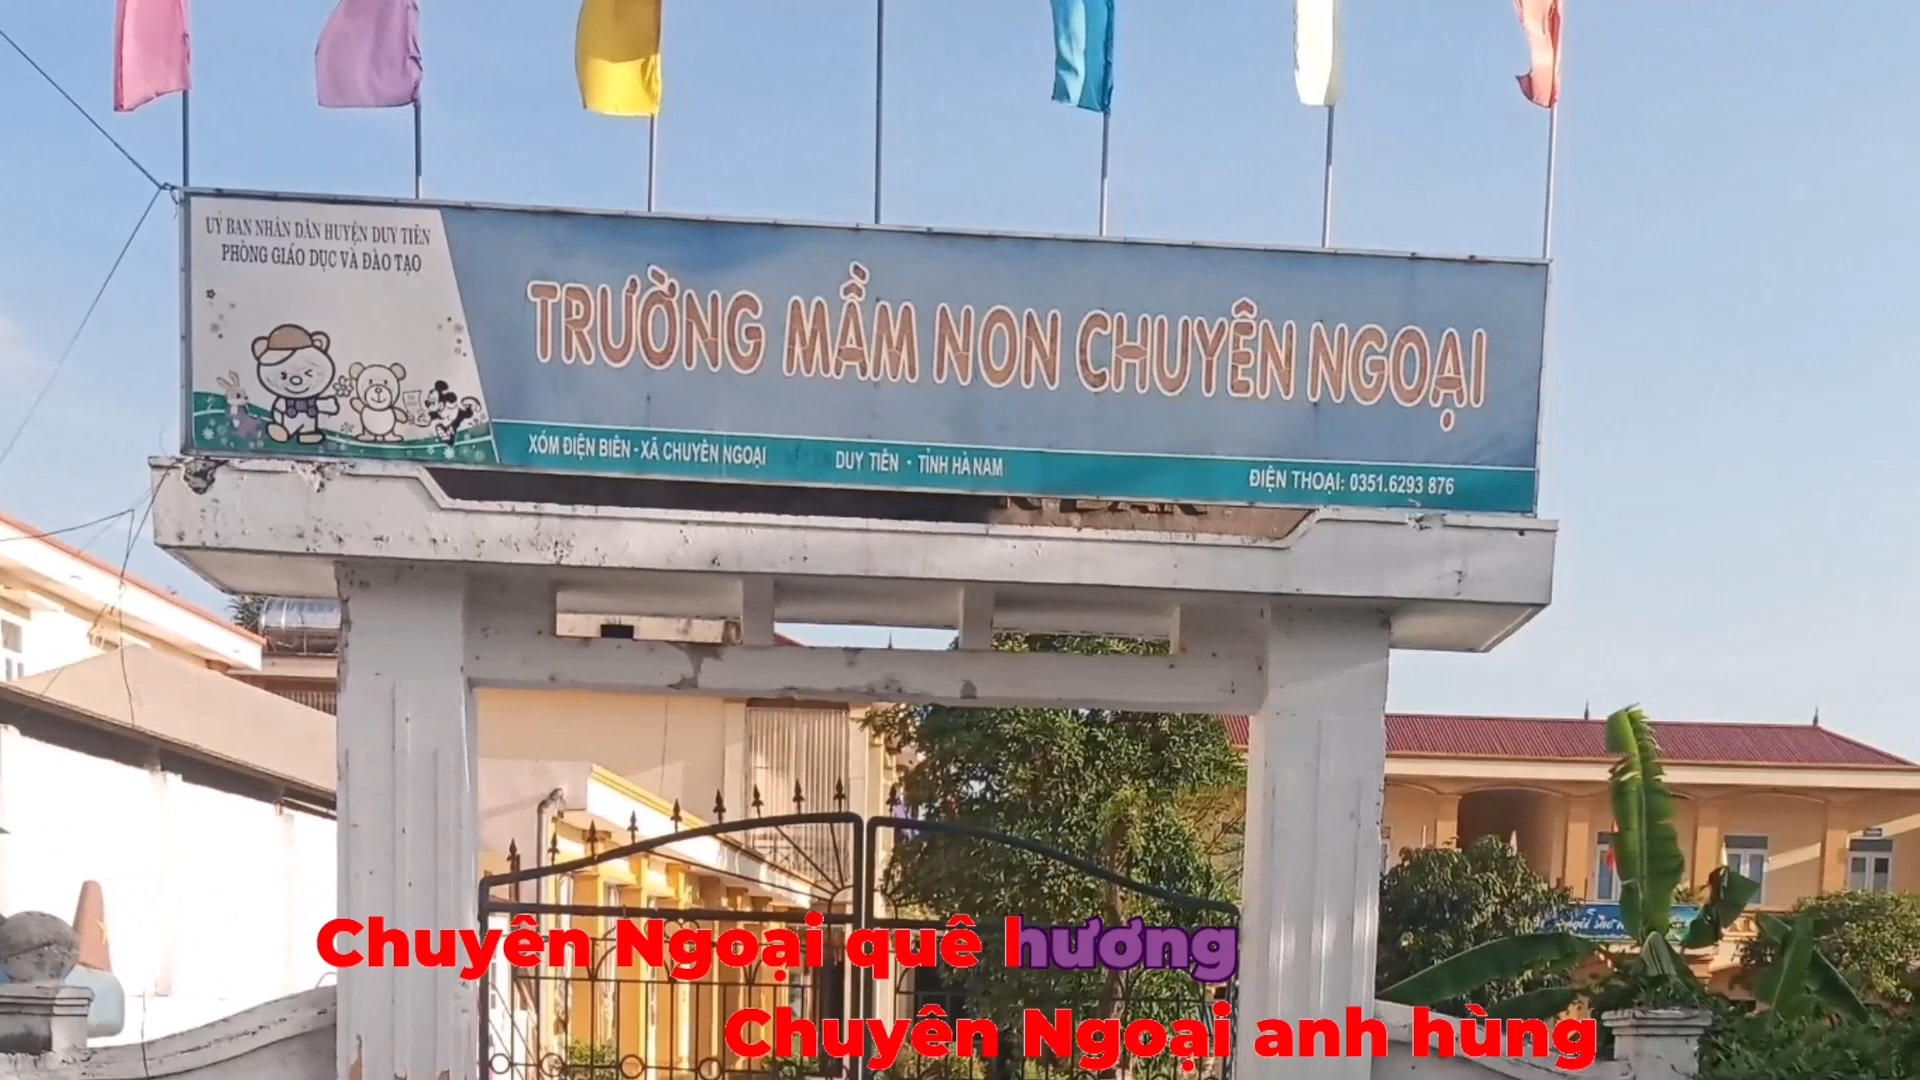 UỶ BAN NHÂN DÂN HUYỆN DUY TIÊN
PHÒNG GIÁO DỤC VÀ ĐÀO TẠO
TRƯỜNG MẦM NON CHUYÊN NGOẠI
XÓM ĐIỆN BIÊN - XÃ CHUYÊN NGOẠI DUY TIÊN - TỈNH HÀ NAM ĐIỆN THOẠI: 0351.6293 876
Chuyên Ngoại quê hương
Chuyên Ngoại anh hùng